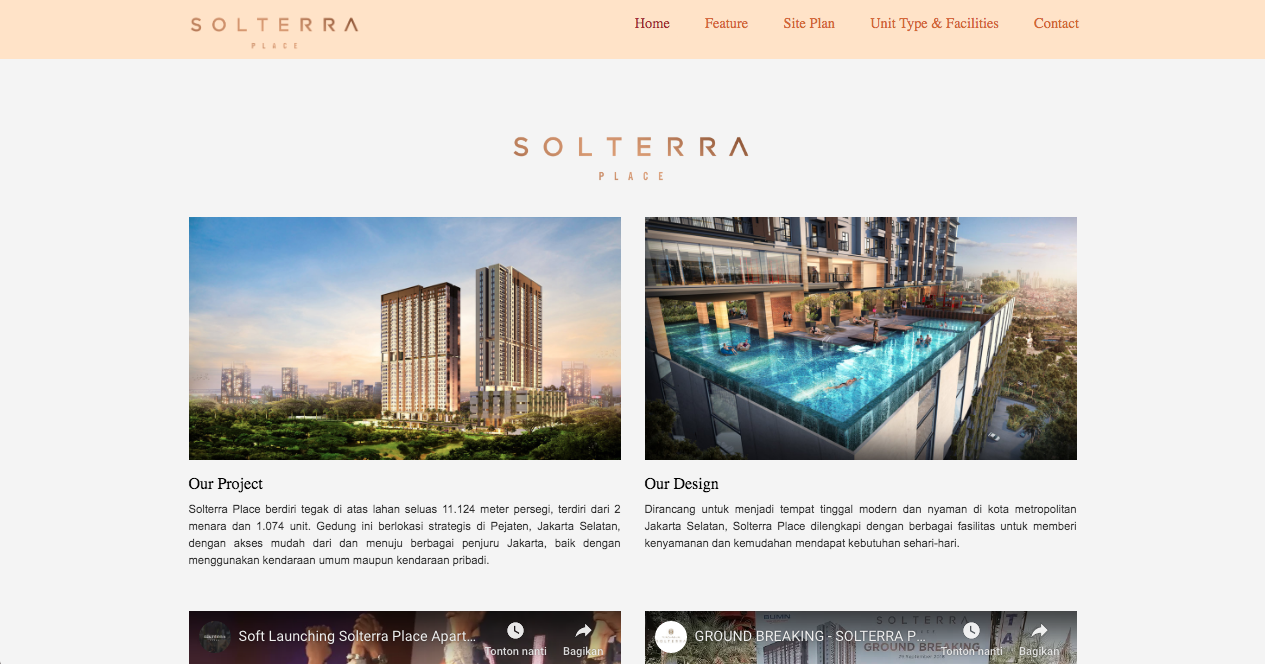 SOLTERRA
PLACE
Home Feature Site Plan Unit Type & Facilities Contact
SOLTERRA
PLACE
Our Project
Solterra Place berdiri tegak di atas lahan seluas 11.124 meter persegi, terdiri dari 2
menara dan 1.074 unit. Gedung ini berlokasi strategis di Pejaten, Jakarta Selatan,
dengan akses mudah dari dan menuju berbagai penjuru Jakarta, baik dengan
menggunakan kendaraan umum maupun kendaraan pribadi.
Our Design
Dirancang untuk menjadi tempat tinggal modern dan nyaman di kota metropolitan
Jakarta Selatan, Solterra Place dilengkapi dengan berbagai fasilitas untuk memberi
kenyamanan dan kemudahan mendapat kebutuhan sehari-hari.
Soft Launching Solterra Place Apart...
Tonton nanti
Bagikan
GROUND BREAKING - SOLTERRA P...
Tonton nanti
Bagikan
BUMN
SOLTERRA
PLACE
GROUND BREAKING